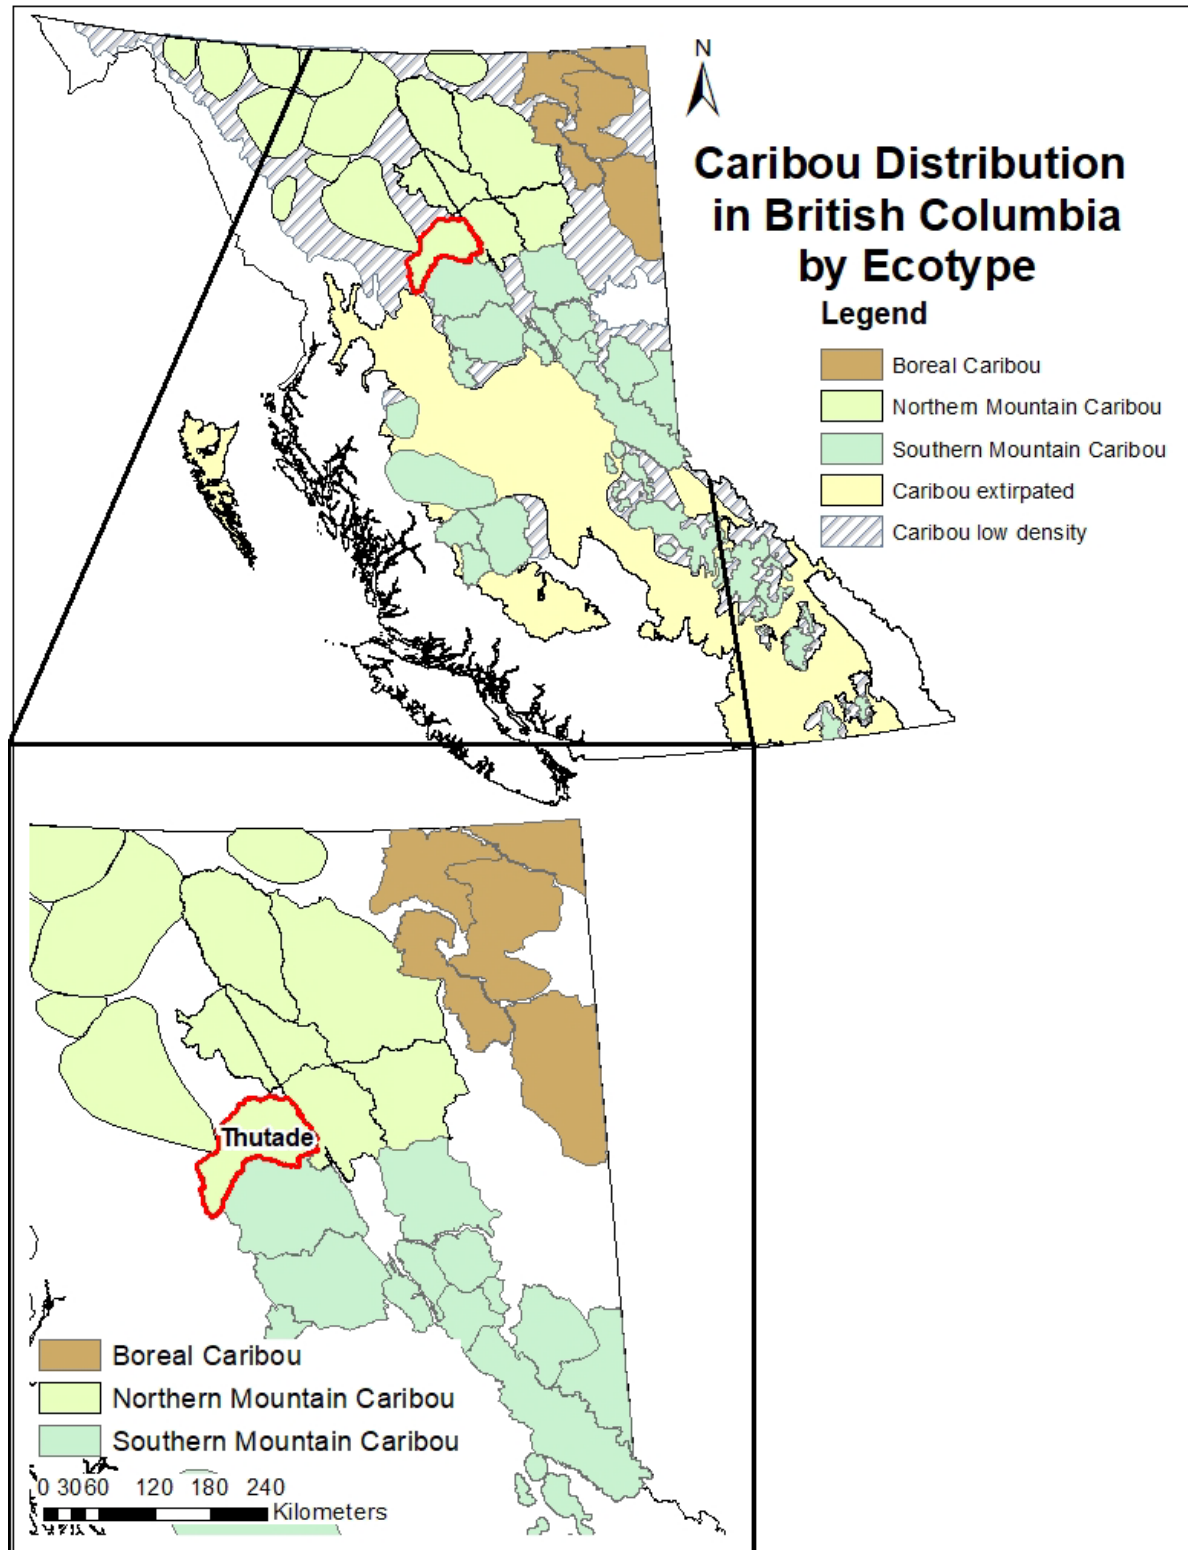 N
Caribou Distribution
in British Columbia
by Ecotype
Legend
Boreal Caribou
Northern Mountain Caribou
Southern Mountain Caribou
Caribou extirpated
Caribou low density
Thutade
Boreal Caribou
Northern Mountain Caribou
Southern Mountain Caribou
0 30 60 120 180 240
Kilometers